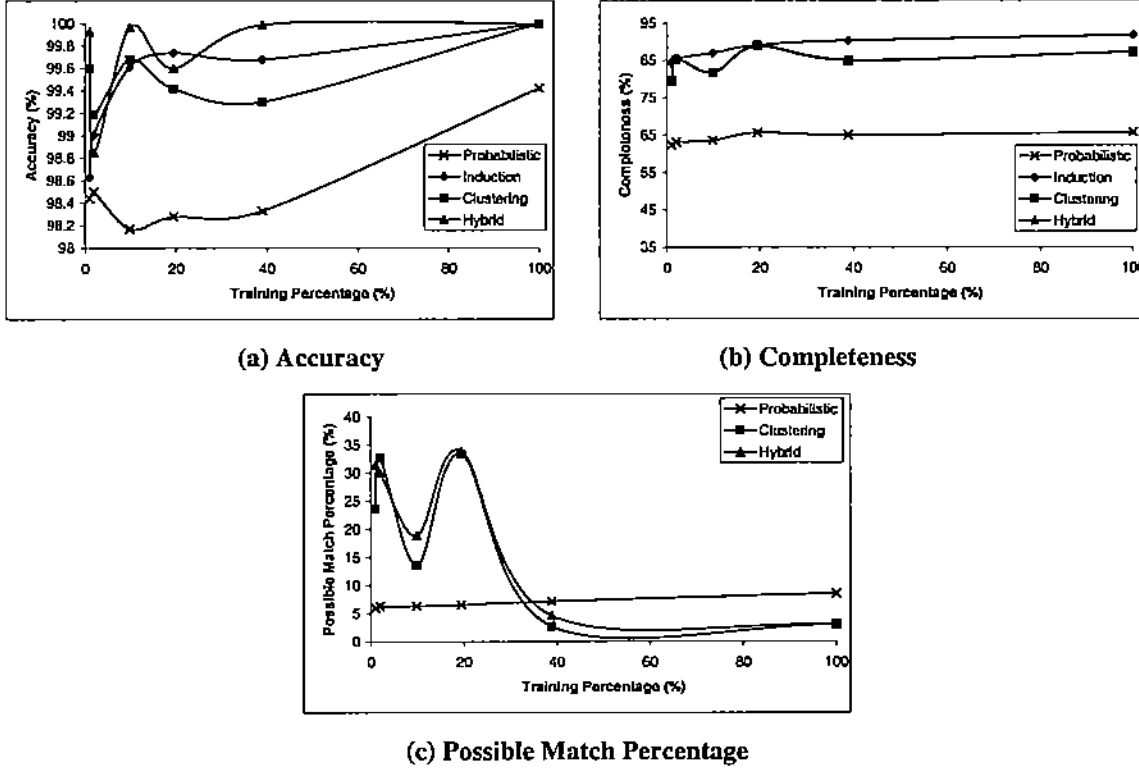 100
99.8
99.6
99.4
99.2
99
98.8
98.6
98.4
98.2
98
Accuracy (%)
0 20 40 60 80 100
Training Percentage (%)
Probabilistic
Induction
Clustering
Hybrid
(a) Accuracy
95
85
75
65
55
45
35
Completeness (%)
0 20 40 60 80 100
Training Percentage (%)
Probabilistic
Induction
Clustering
Hybrid
(b) Completeness
40
35
30
25
20
15
10
5
0
Possible Match Percentage (%)
0 20 40 60 80 100
Training Percentage (%)
Probabilistic
Clustering
Hybrid
(c) Possible Match Percentage